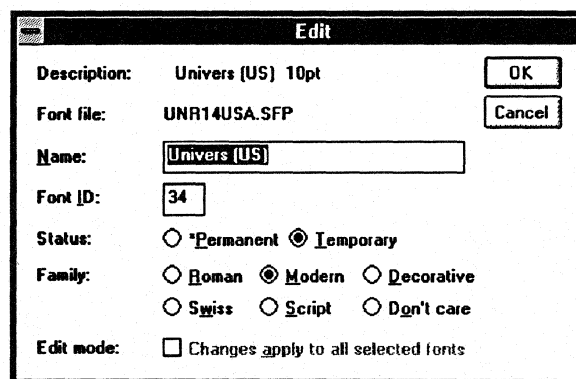 Edit
Description: Univers (US) 10pt OK
Font file: UNR14USA.SFP Cancel
Name: Univers (US)
Font ID: 34
Status: *Permanent Temporary
Family: Roman Modern Decorative
Swiss Script Don't care
Edit mode: Changes apply to all selected fonts